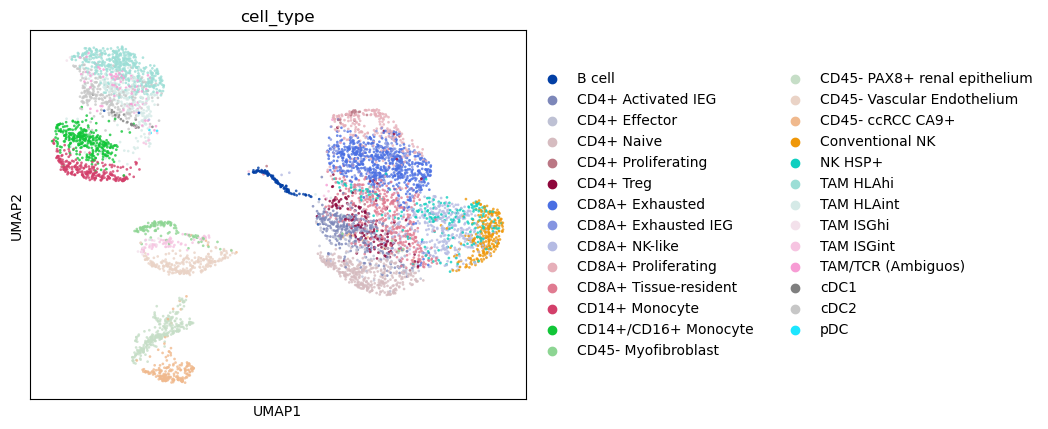 cell_type
UMAP2
UMAP1
B cell
CD4+ Activated IEG
CD4+ Effector
CD4+ Naive
CD4+ Proliferating
CD4+ Treg
CD8A+ Exhausted
CD8A+ Exhausted IEG
CD8A+ NK-like
CD8A+ Proliferating
CD8A+ Tissue-resident
CD14+ Monocyte
CD14+/CD16+ Monocyte
CD45- Myofibroblast
CD45- PAX8+ renal epithelium
CD45- Vascular Endothelium
CD45- ccRCC CA9+
Conventional NK
NK HSP+
TAM HLAhi
TAM HLAint
TAM ISGhi
TAM ISGint
TAM/TCR (Ambiguos)
cDC1
cDC2
pDC